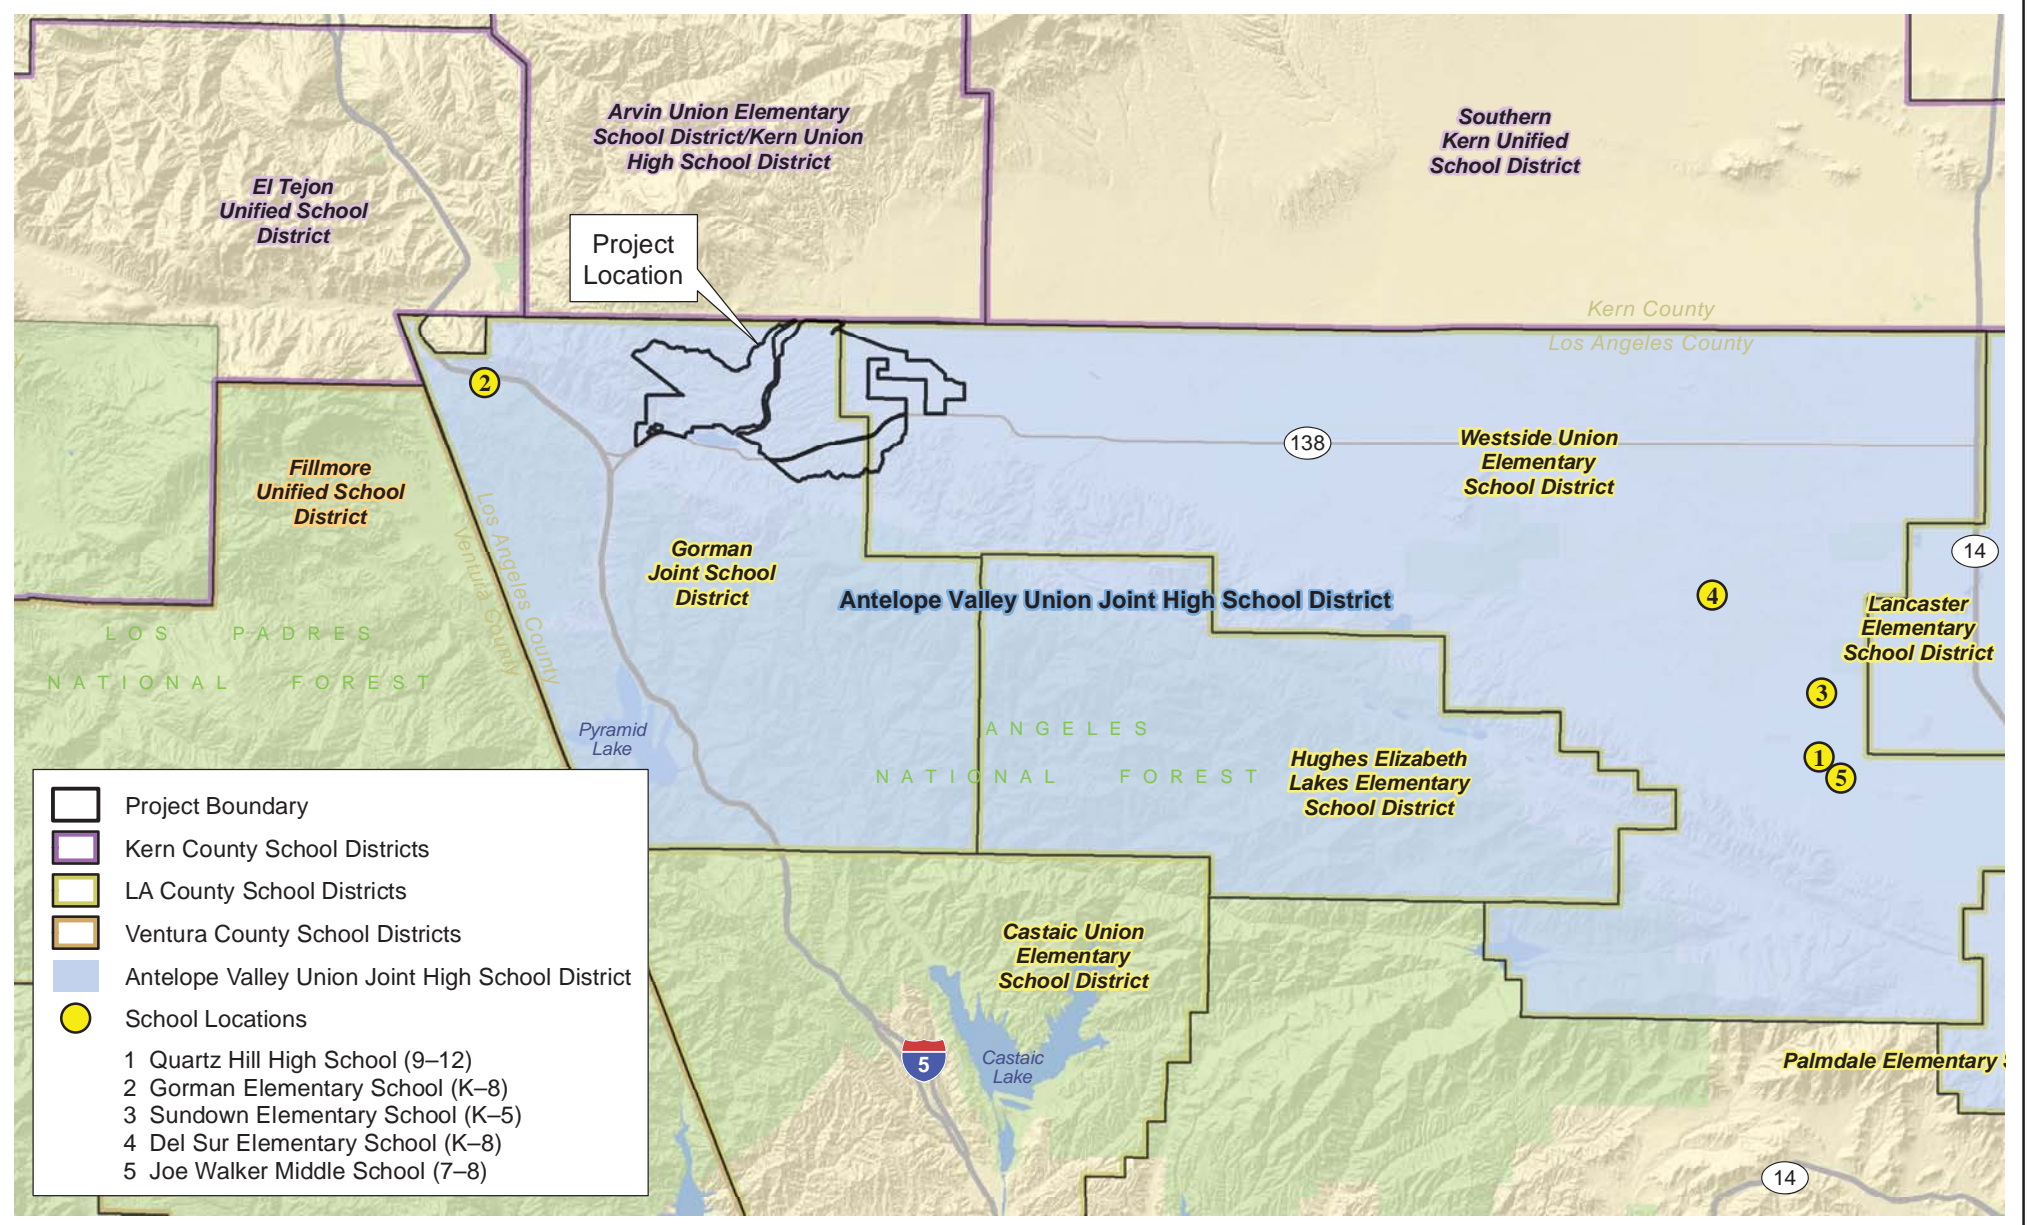 Arvin Union Elementary
School District/Kern Union
High School District
Southern
Kern Unified
School District
El Tejon
Unified School
District
Project
Location
Kern County
Los Angeles County
2
138
Westside Union
Elementary
School District
Fillmore
Unified School
District
Los Angeles County
Ventura County
Gorman
Joint School
District
Antelope Valley Union Joint High School District
14
4
Lancaster
Elementary
School District
LOS PADRES
NATIONAL FOREST
3
Pyramid
Lake
ANGELES
NATIONAL FOREST
Hughes Elizabeth
Lakes Elementary
School District
1
5
Project Boundary
Kern County School Districts
LA County School Districts
Ventura County School Districts
Antelope Valley Union Joint High School District
School Locations
1 Quartz Hill High School (9–12)
2 Gorman Elementary School (K–8)
3 Sundown Elementary School (K–5)
4 Del Sur Elementary School (K–8)
5 Joe Walker Middle School (7–8)
Castaic Union
Elementary
School District
5
Castaic
Lake
Palmdale Elementary
14